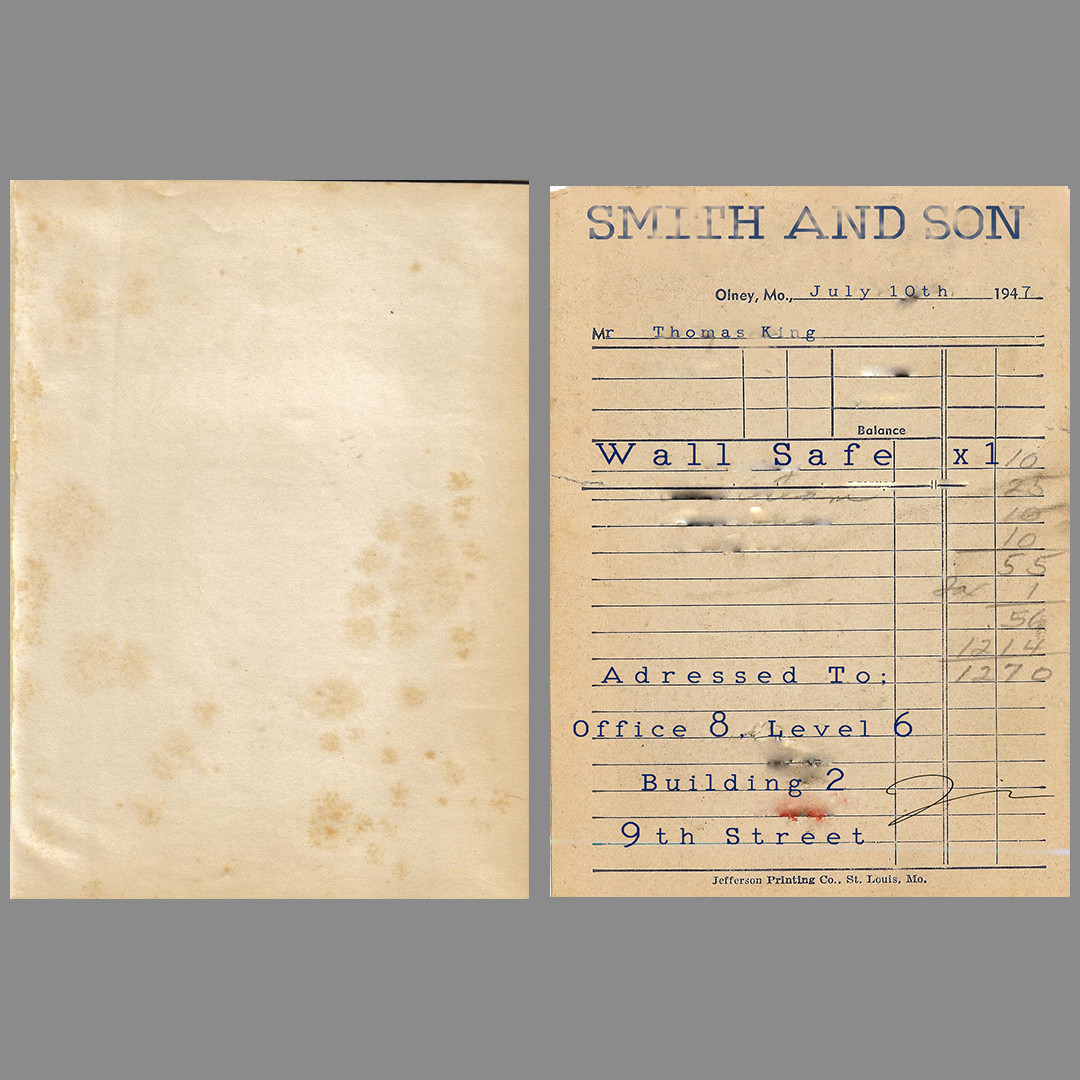 SMITH AND SON
Olney, Mo., July 10th 1947
Mr Thomas King
Balance
Wall Safe x1 10
25
10
10
55
1
56
1214
1270
Adressed To;
Office 8, Level 6
Building 2
9th Street
Jefferson Printing Co., St. Louis, Mo.